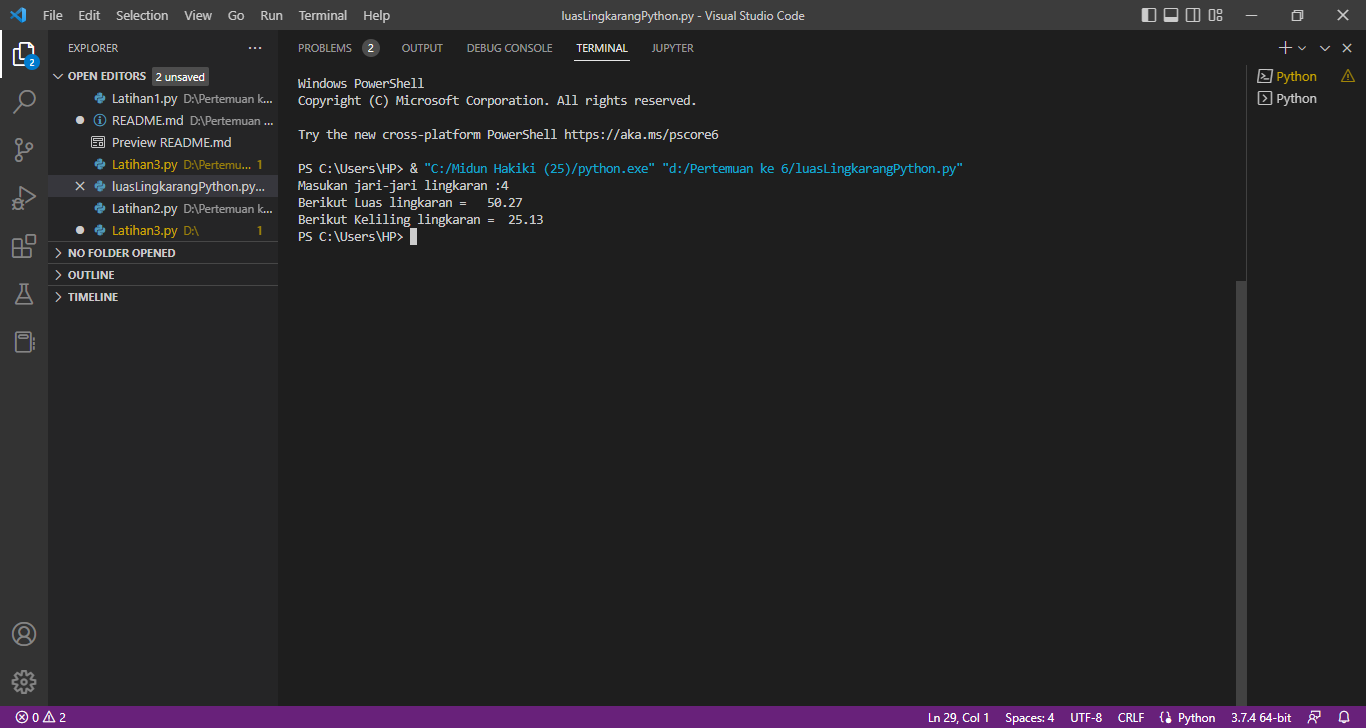 File Edit Selection View Go Run Terminal Help luasLingkarangPython.py - Visual Studio Code
EXPLORER
OPEN EDITORS 2 unsaved
Latihan1.py D:\Pertemuan k...
README.md D:\Pertemuan ...
Preview README.md
Latihan3.py D:\Pertemu... 1
luasLingkarangPython.py...
Latihan2.py D:\Pertemuan k...
Latihan3.py D:\ 1
NO FOLDER OPENED
OUTLINE
TIMELINE
2
PROBLEMS 2 OUTPUT DEBUG CONSOLE TERMINAL JUPYTER
Windows PowerShell
Copyright (C) Microsoft Corporation. All rights reserved.
Try the new cross-platform PowerShell https://aka.ms/pscore6
PS C:\Users\HP> & "C:/Midun Hakiki (25)/python.exe" "d:/Pertemuan ke 6/luasLingkarangPython.py"
Masukan jari-jari lingkaran :4
Berikut Luas lingkaran =   50.27
Berikut Keliling lingkaran =  25.13
PS C:\Users\HP>
Python
Python
0 2 Ln 29, Col 1 Spaces: 4 UTF-8 CRLF Python 3.7.4 64-bit